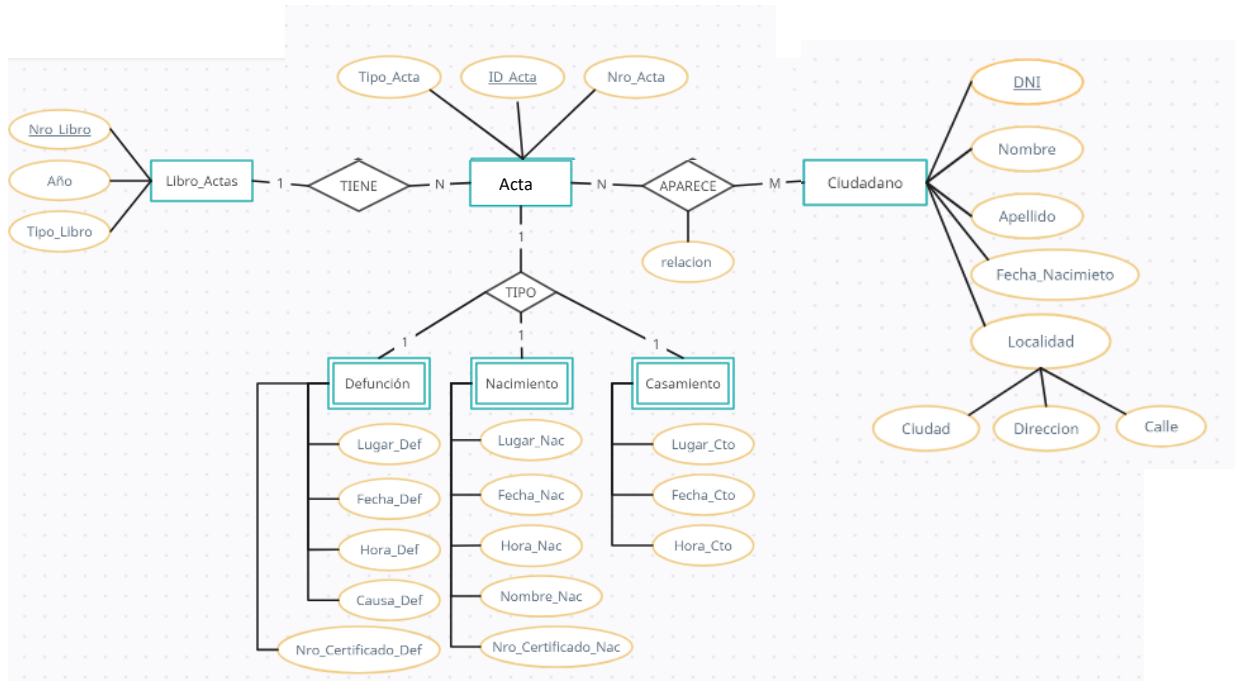 Tipo_Acta
ID_Acta
Nro_Acta
DNI
Nro_Libro
Año
Tipo_Libro
Libro_Actas
1
TIENE
N
Acta
N
APARECE
M
Ciudadano
relacion
Nombre
Apellido
Fecha_Nacimieto
Localidad
Ciudad
Direccion
Calle
1
TIPO
1
1
1
Defunción
Nacimiento
Casamiento
Lugar_Def
Fecha_Def
Hora_Def
Causa_Def
Nro_Certificado_Def
Lugar_Nac
Fecha_Nac
Hora_Nac
Nombre_Nac
Nro_Certificado_Nac
Lugar_Cto
Fecha_Cto
Hora_Cto